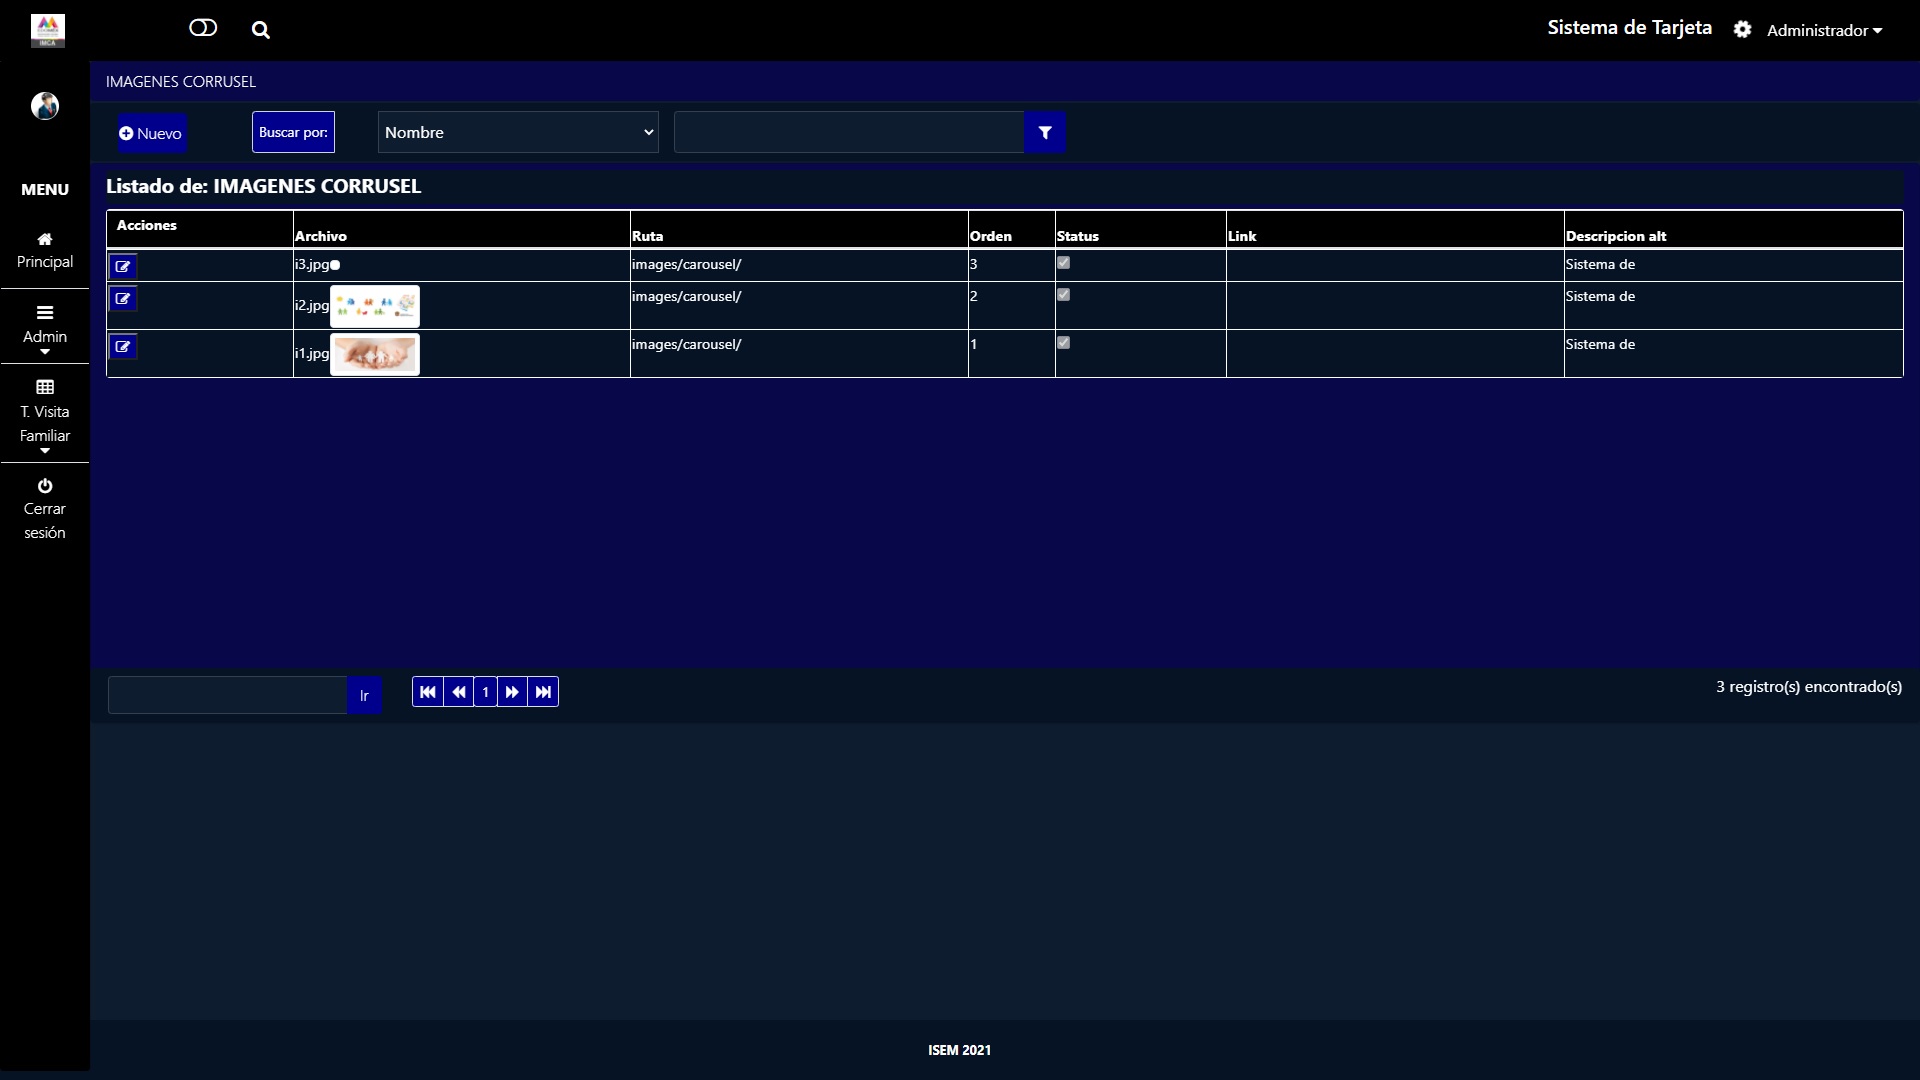 IMCA
Sistema de Tarjeta
Administrador
IMAGENES CORRUSEL
Nuevo
Buscar por:
Nombre
MENU
Principal
Admin
T. Visita
Familiar
Cerrar
sesión
Listado de: IMAGENES CORRUSEL
Acciones Archivo Ruta Orden Status Link Descripcion alt
i3.jpg images/carousel/ 3 Sistema de
i2.jpg images/carousel/ 2 Sistema de
i1.jpg images/carousel/ 1 Sistema de
Ir
1
3 registro(s) encontrado(s)
ISEM 2021